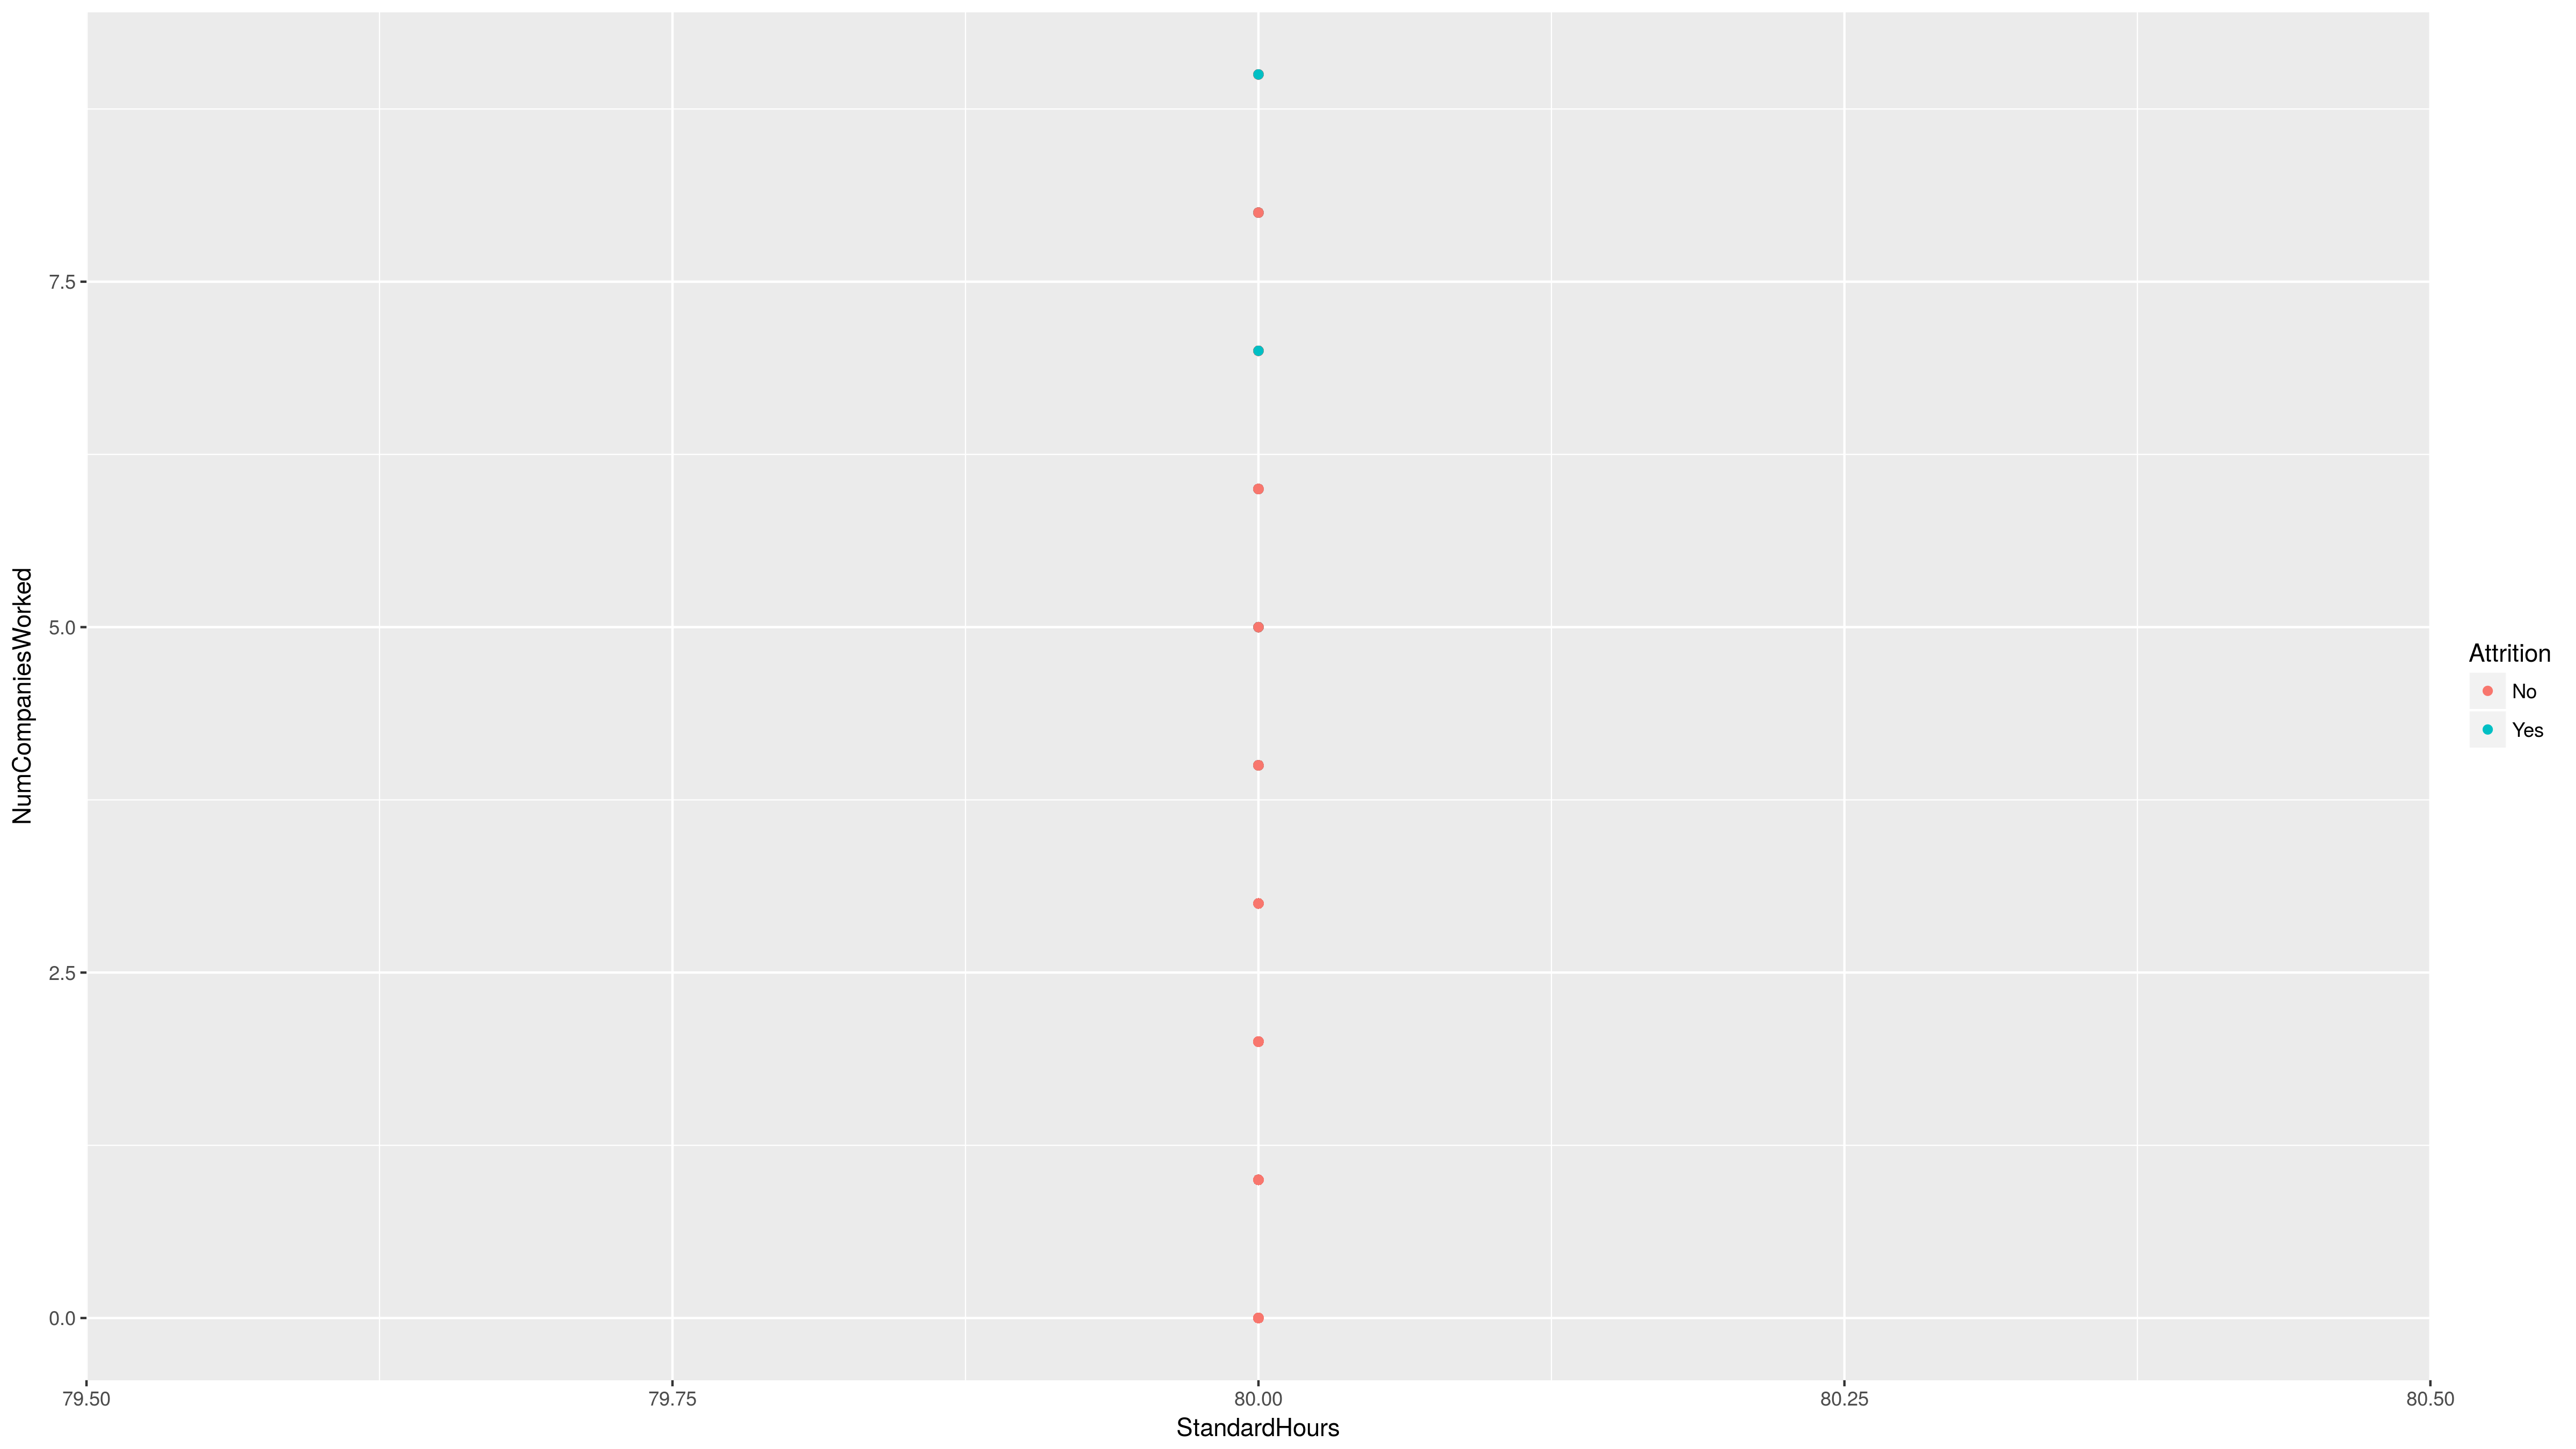 7.5
5.0
2.5
0.0
NumCompaniesWorked
79.50
79.75
80.00
80.25
80.50
StandardHours
Attrition
No
Yes